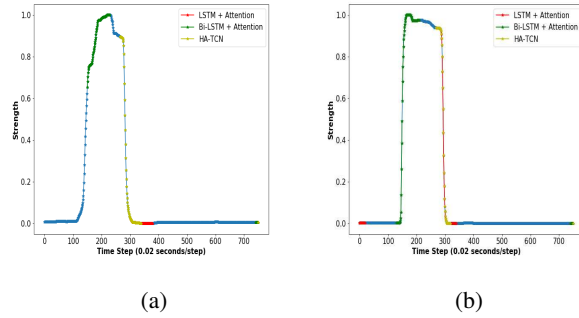 LSTM + Attention
Bi-LSTM + Attention
HA-TCN
1.0
0.8
0.6
0.4
0.2
0.0
Strength
0 100 200 300 400 500 600 700
Time Step (0.02 seconds/step)
(a)
LSTM + Attention
Bi-LSTM + Attention
HA-TCN
1.0
0.8
0.6
0.4
0.2
0.0
Strength
0 100 200 300 400 500 600 700
Time Step (0.02 seconds/step)
(b)